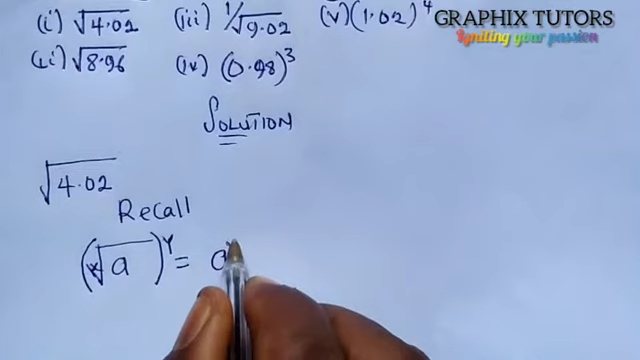 (i) √4.02 (iii) 1/√9.02 (v) (1.02)^4
(ii) √8.96 (iv) (0.98)^3
GRAPHIX TUTORS
Igniting your passion
SOLUTION
√4.02
Recall
(ˣ√a)^y = a